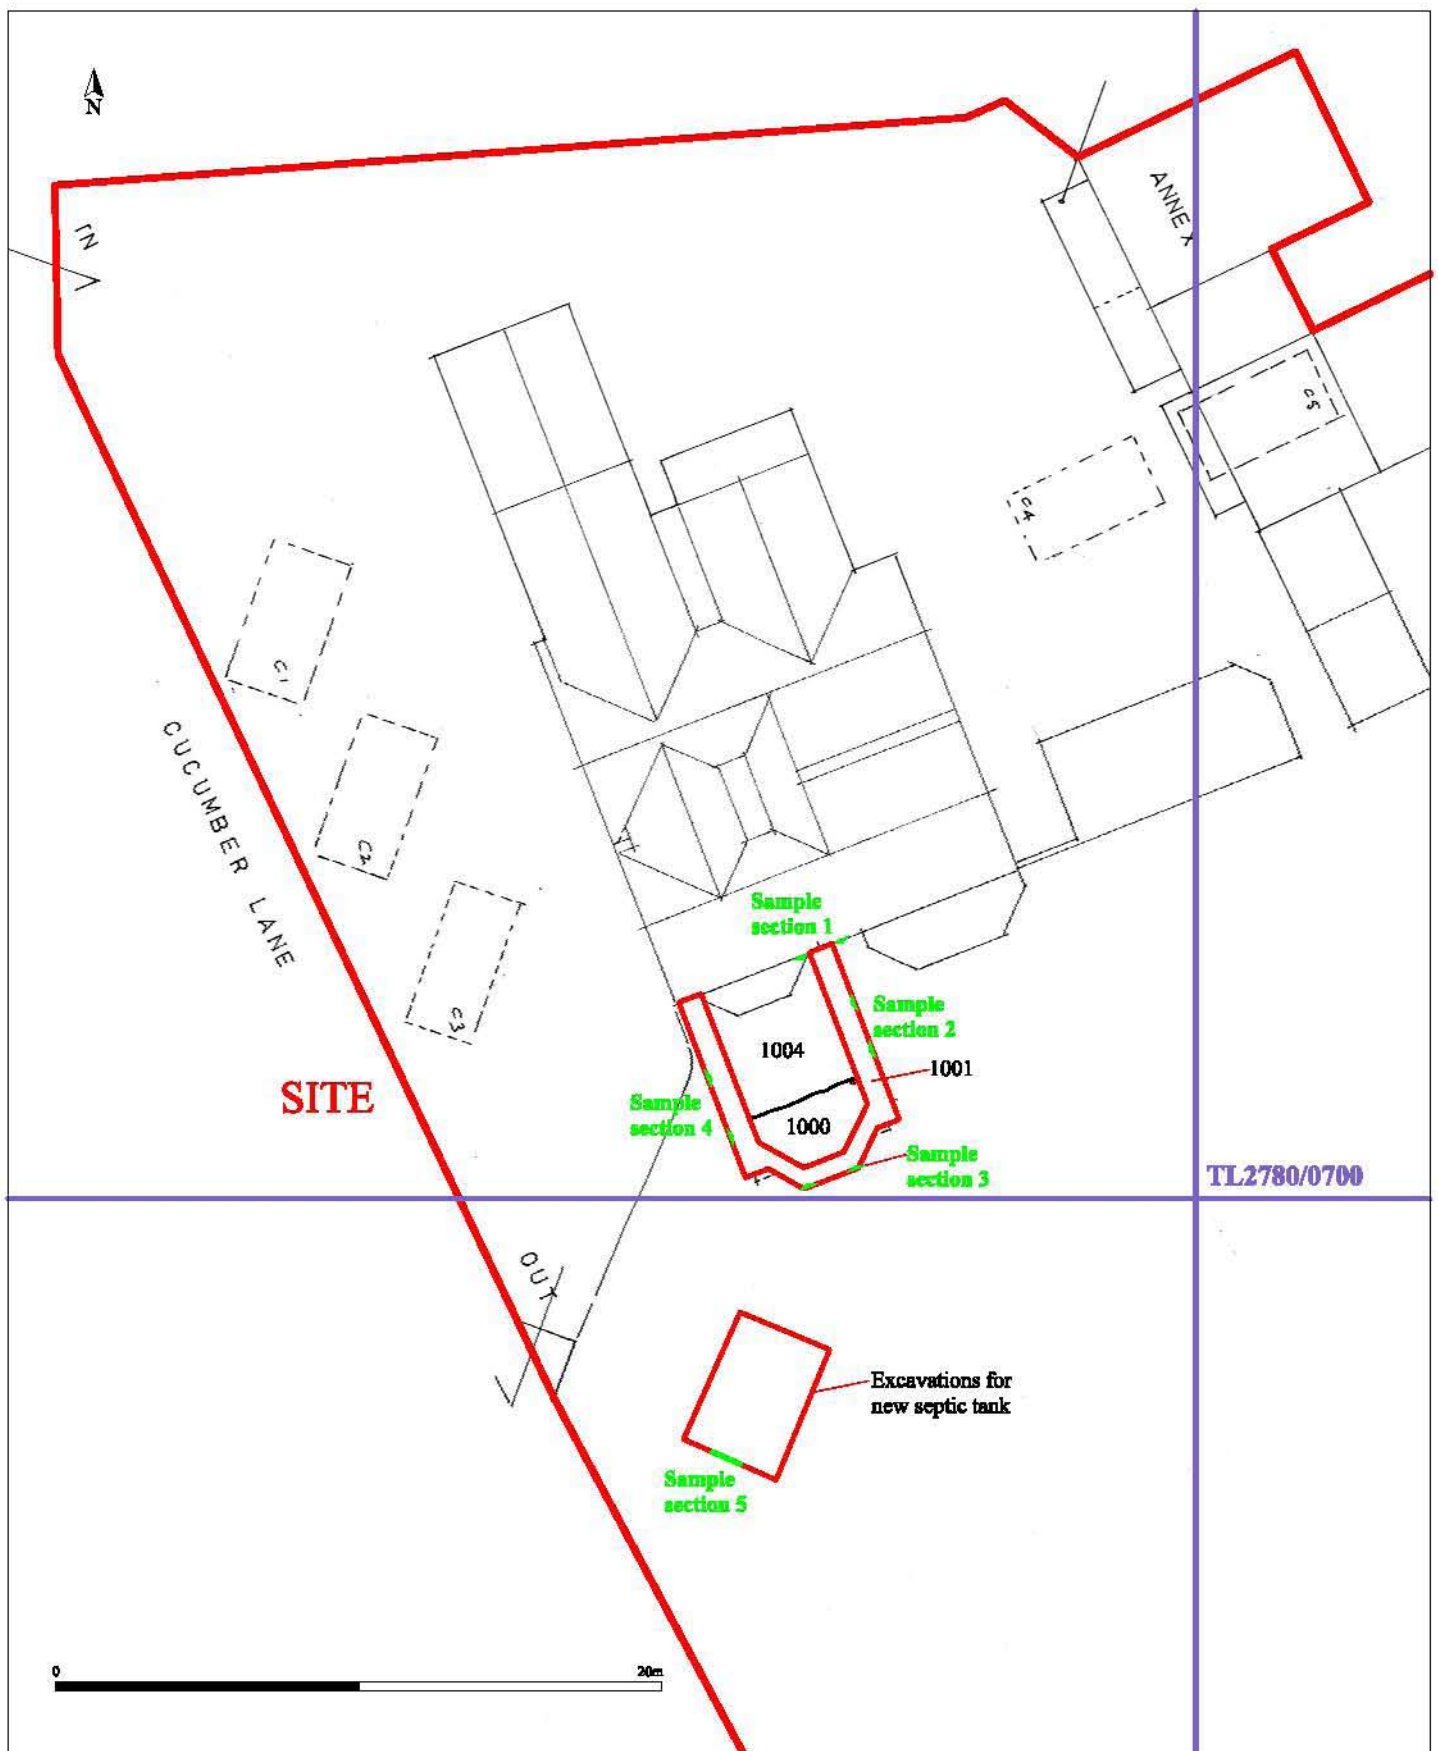 N
IN
ANNEX
C5
C4
C1
CUCUMBER LANE
C2
C3
Sample
section 1
Sample
section 2
1004
1001
SITE
Sample
section 4
1000
Sample
section 3
TL2780/0700
OUT
Excavations for
new septic tank
Sample
section 5
0
20m